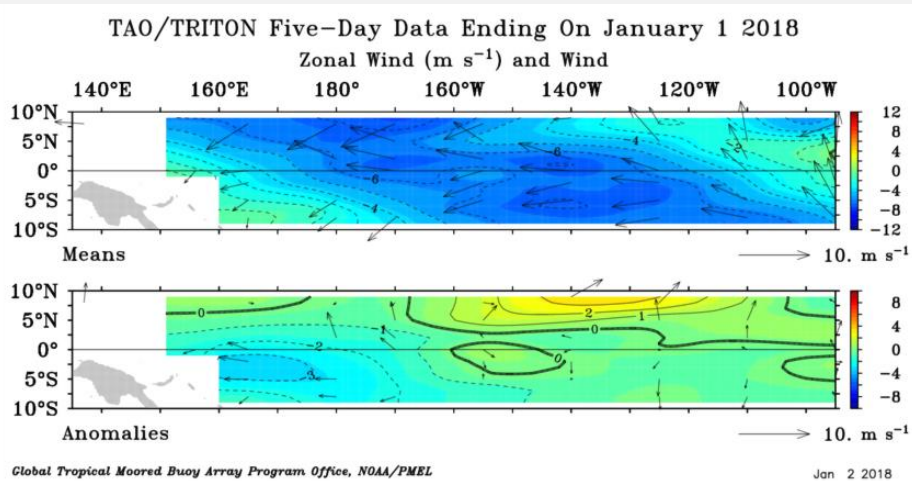 TAO/TRITON Five-Day Data Ending On January 1 2018
Zonal Wind (m s⁻¹) and Wind
140°E 160°E 180° 160°W 140°W 120°W 100°W
10°N
5°N
0°
5°S
10°S
-6
-6
4
-2
-4
12
8
4
0
-4
-8
-12
Means
10. m s⁻¹
10°N
5°N
0°
5°S
10°S
0
-1
-2
-3
0
2
1
0
8
4
0
-4
-8
Anomalies
10. m s⁻¹
Global Tropical Moored Buoy Array Program Office, NOAA/PMEL
Jan 2 2018